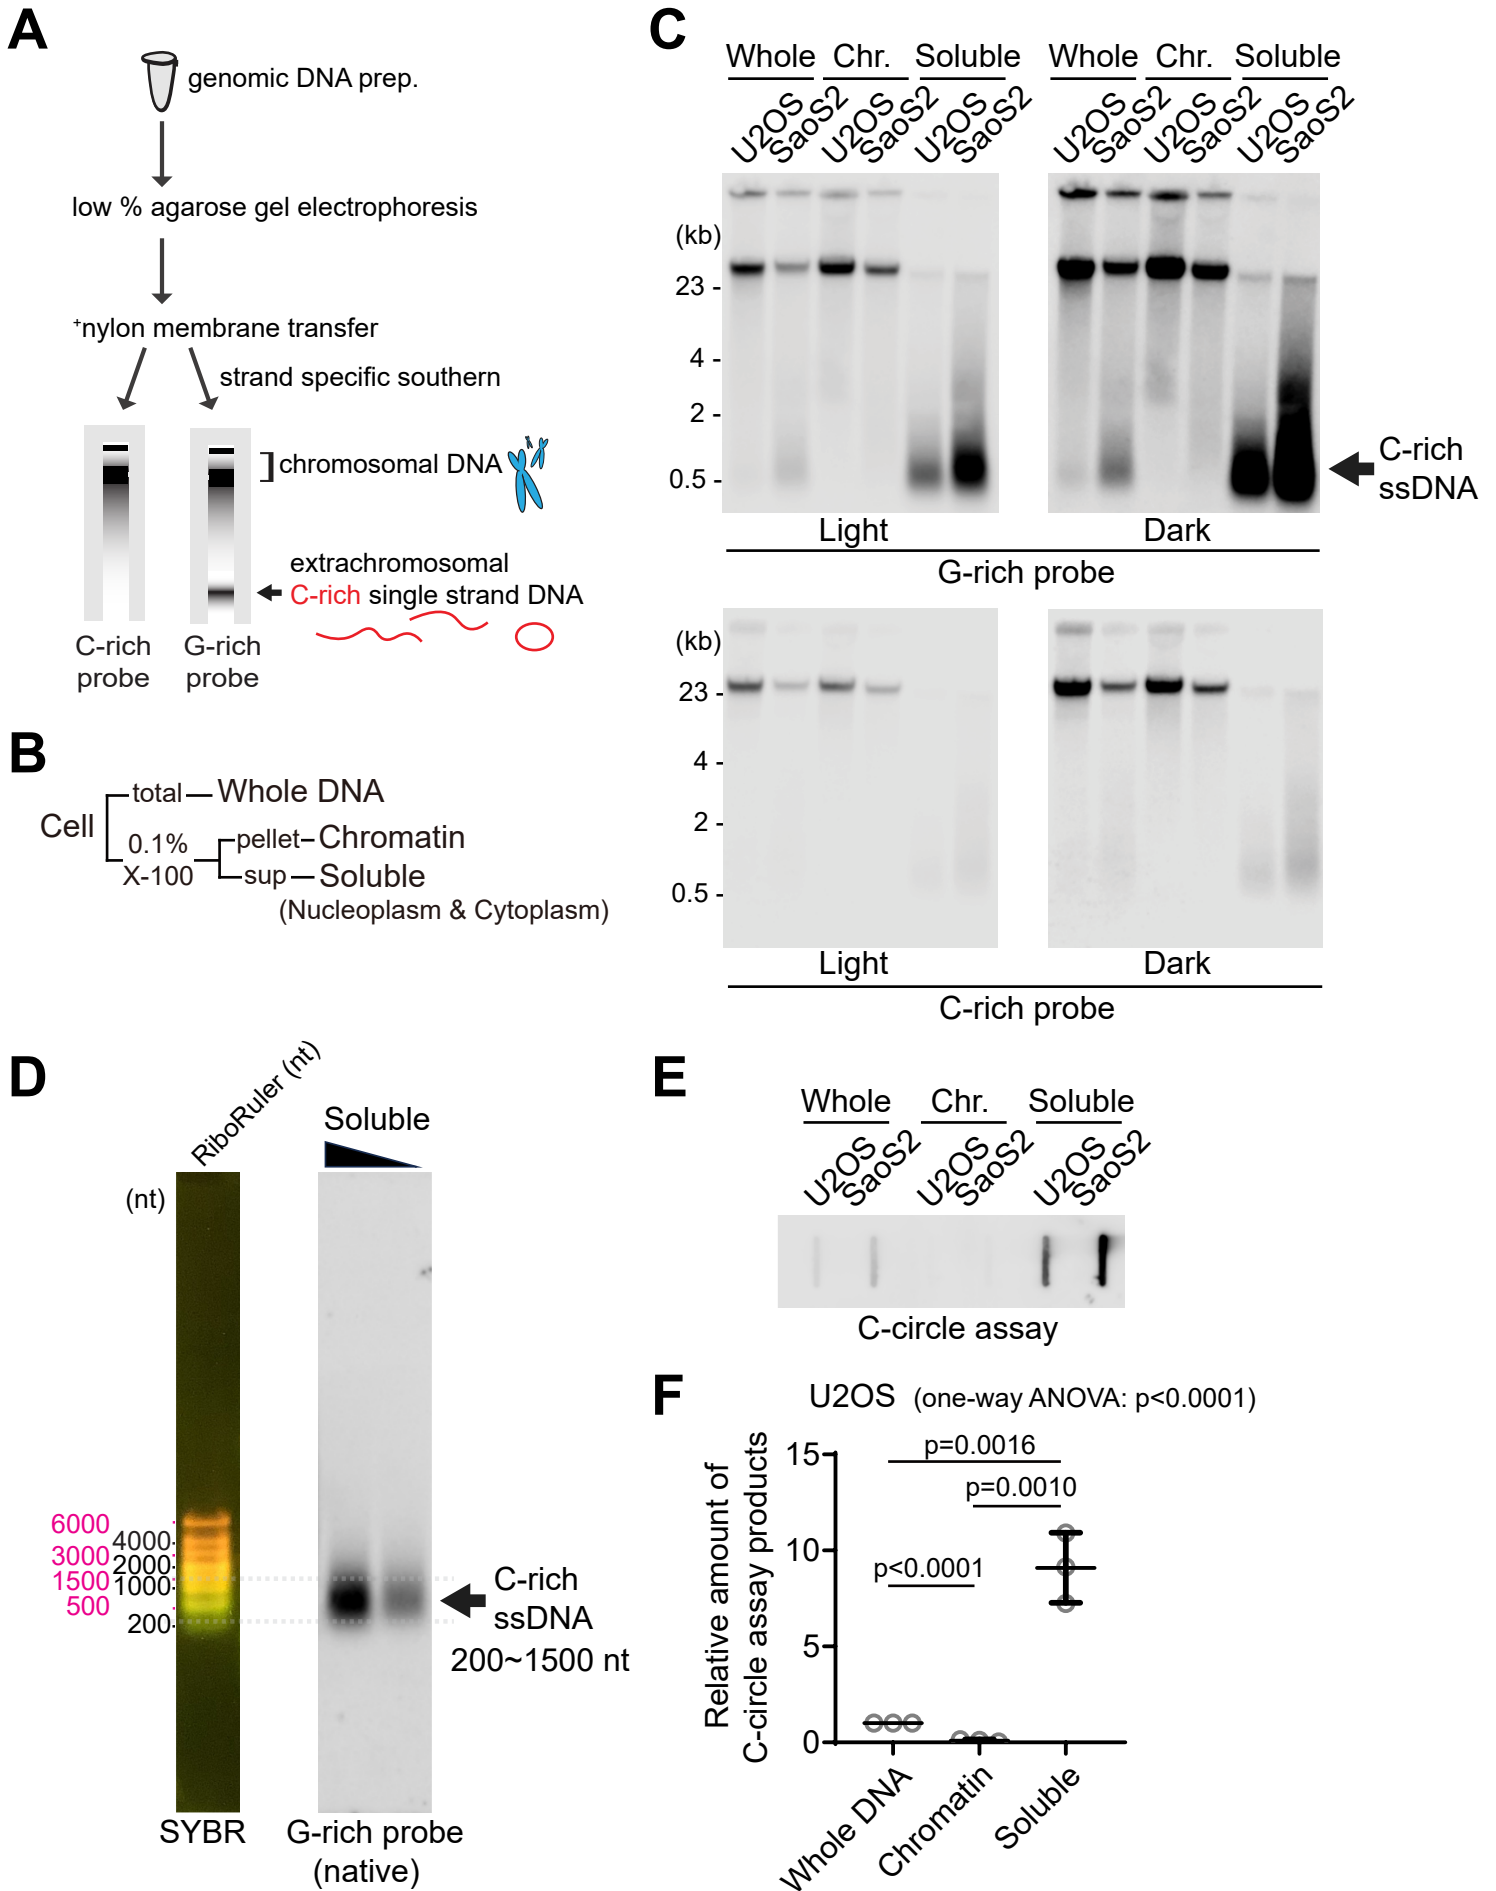 A
genomic DNA prep.
low % agarose gel electrophoresis
+nylon membrane transfer
strand specific southern
chromosomal DNA
extrachromosomal
C-rich single strand DNA
C-rich
probe
G-rich
probe
B
Cell
total
Whole DNA
0.1%
X-100
pellet
Chromatin
sup
Soluble
(Nucleoplasm & Cytoplasm)
C
Whole Chr. Soluble Whole Chr. Soluble
U2OS SaoS2 U2OS SaoS2 U2OS SaoS2 U2OS SaoS2 U2OS SaoS2 U2OS SaoS2
(kb)
23 -
4 -
2 -
0.5 -
C-rich
ssDNA
Light Dark
G-rich probe
(kb)
23 -
4 -
2 -
0.5 -
Light Dark
C-rich probe
D
RiboRuler (nt)
Soluble
(nt)
6000
4000
3000
2000
1500
1000
500
200
C-rich
ssDNA
200~1500 nt
SYBR
G-rich probe
(native)
E
Whole Chr. Soluble
U2OS SaoS2 U2OS SaoS2 U2OS SaoS2
C-circle assay
F
U2OS (one-way ANOVA: p<0.0001)
Relative amount of
C-circle assay products
15
10
5
0
p=0.0016
p=0.0010
p<0.0001
Whole DNA
Chromatin
Soluble